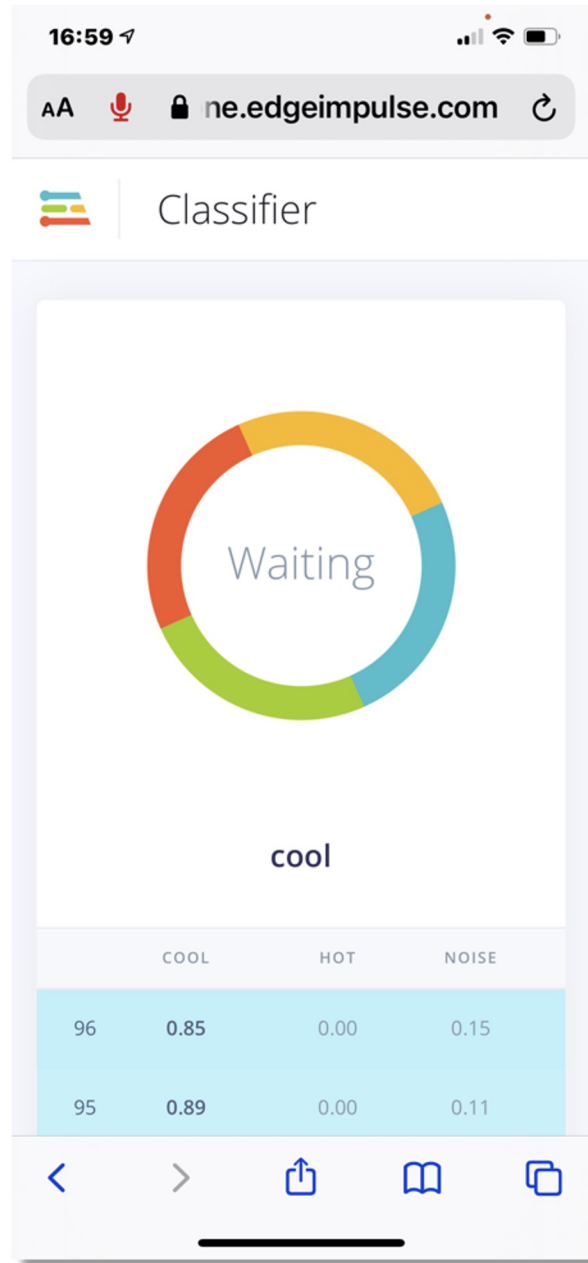 16:59
AA ne.edgeimpulse.com
Classifier
Waiting
cool
COOL HOT NOISE
96 0.85 0.00 0.15
95 0.89 0.00 0.11